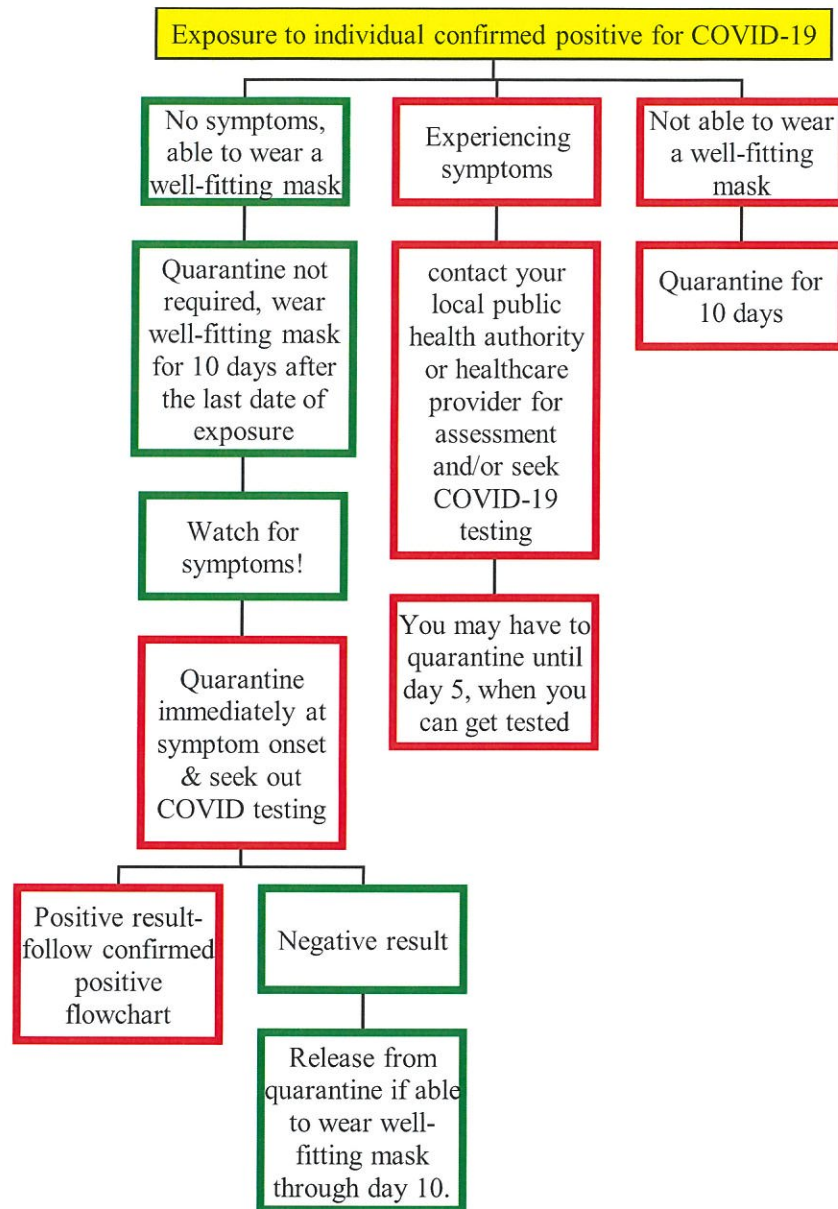 Exposure to individual confirmed positive for COVID-19
No symptoms,
able to wear a
well-fitting mask
Experiencing
symptoms
Not able to wear
a well-fitting
mask
Quarantine not
required, wear
well-fitting mask
for 10 days after
the last date of
exposure
contact your
local public
health authority
or healthcare
provider for
assessment
and/or seek
COVID-19
testing
Quarantine for
10 days
Watch for
symptoms!
You may have to
quarantine until
day 5, when you
can get tested
Quarantine
immediately at
symptom onset
& seek out
COVID testing
Positive result-
follow confirmed
positive
flowchart
Negative result
Release from
quarantine if able
to wear well-
fitting mask
through day 10.